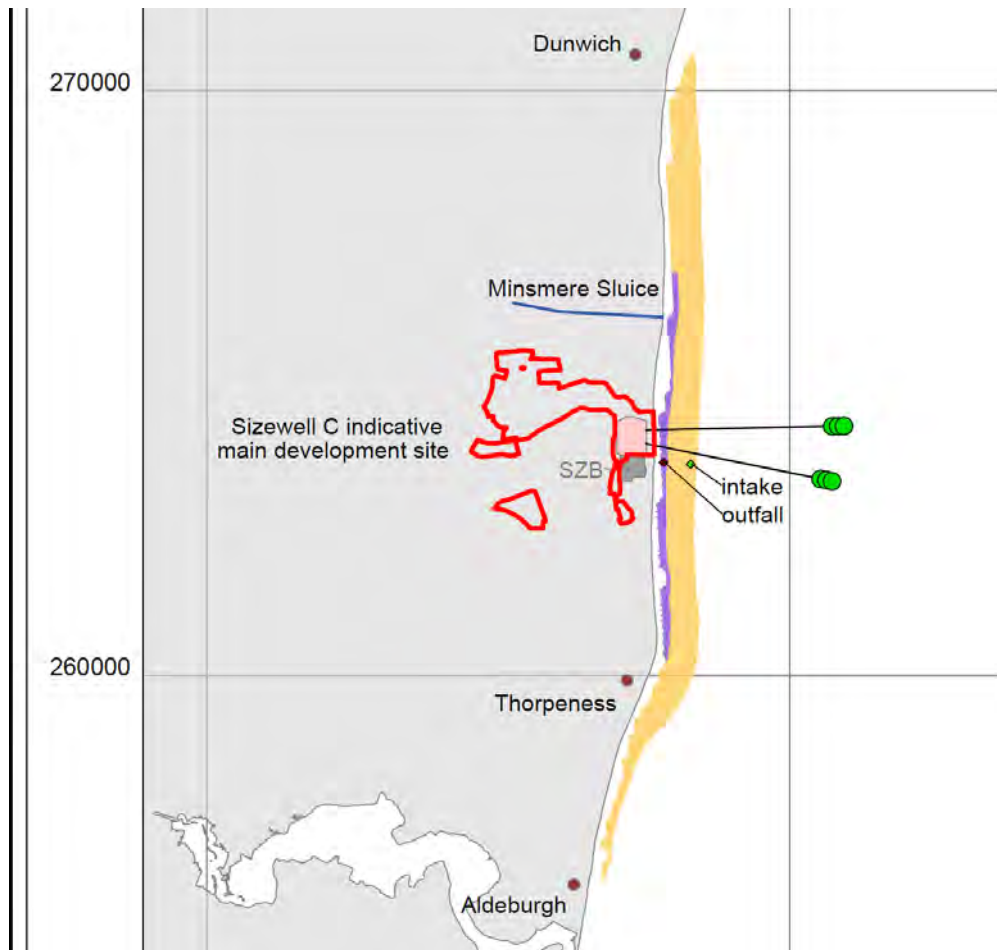 Dunwich
270000
Minsmere Sluice
Sizewell C indicative
main development site
SZB
intake
outfall
260000
Thorpeness
Aldeburgh